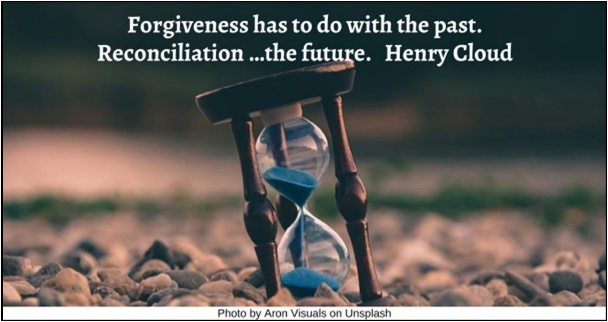 Forgiveness has to do with the past.
Reconciliation ...the future. Henry Cloud
Photo by Aron Visuals on Unsplash